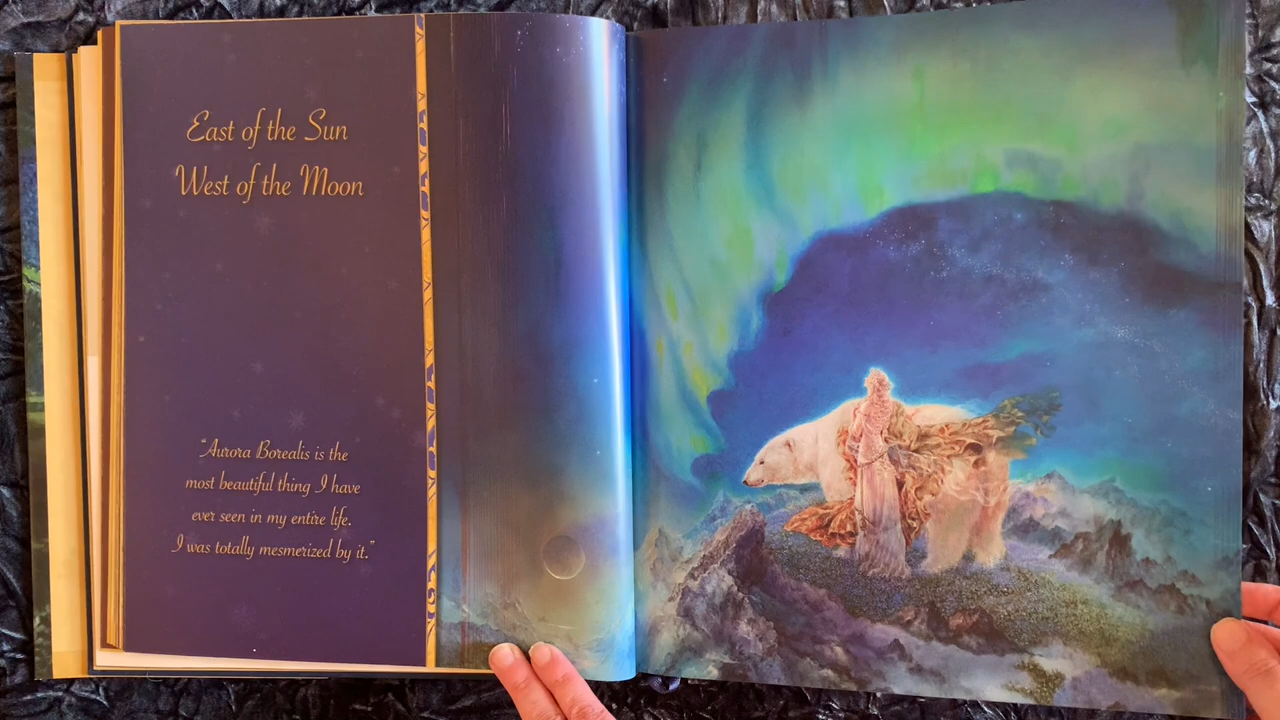 East of the Sun
West of the Moon
“Aurora Borealis is the
most beautiful thing I have
ever seen in my entire life.
I was totally mesmerized by it.”